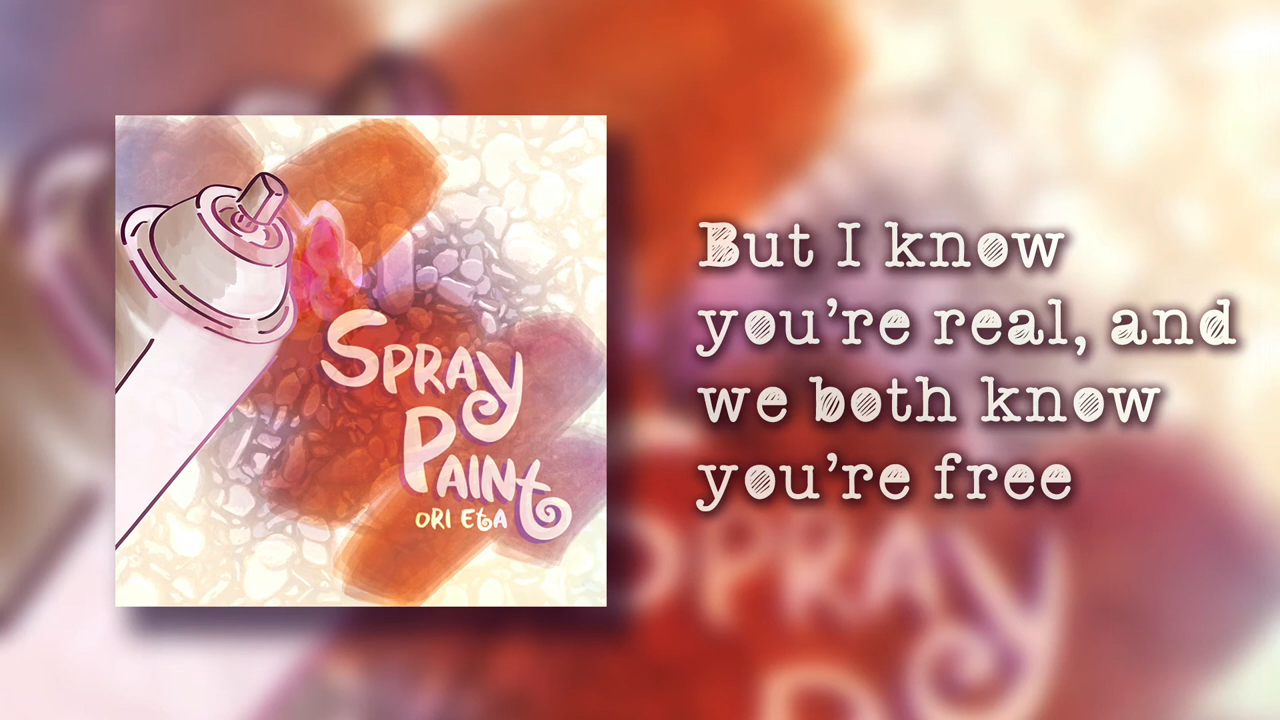 Spray
Paint
ORI EtA
But I know
you're real, and
we both know
you're free